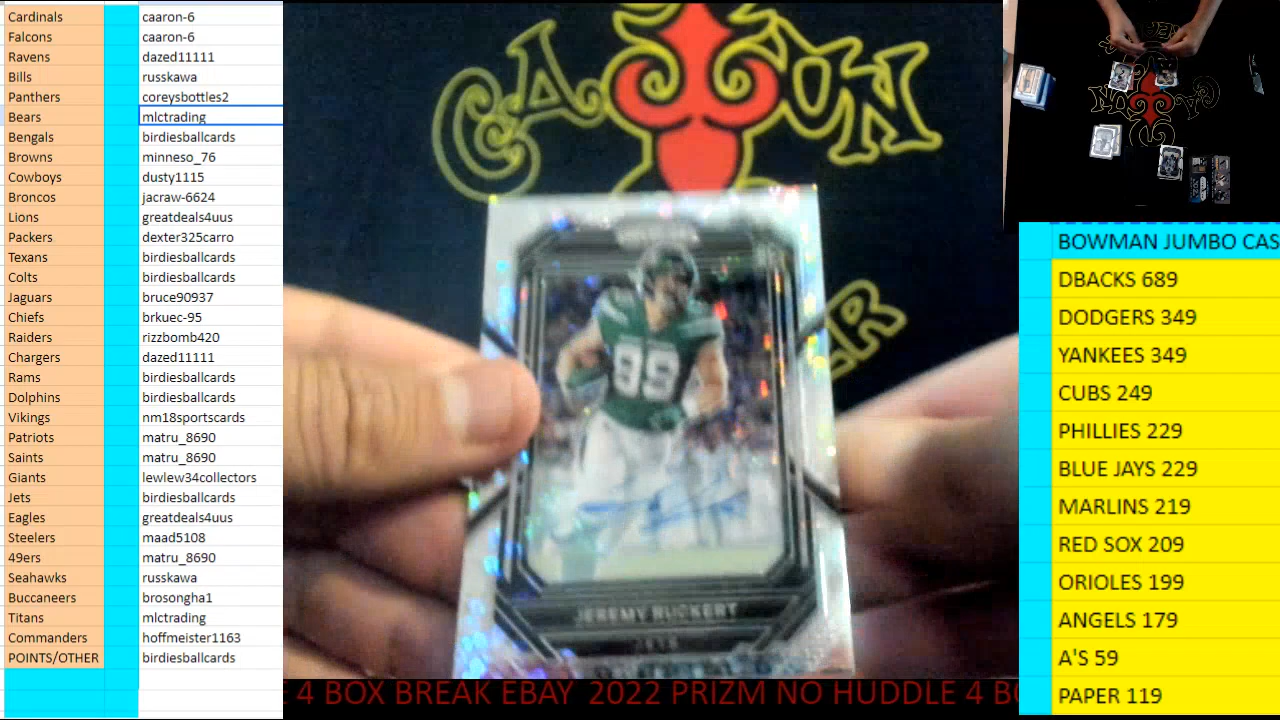 Cardinals caaron-6
Falcons caaron-6
Ravens dazed11111
Bills russkawa
Panthers coreysbottles2
Bears mlctrading
Bengals birdiesballcards
Browns minneso_76
Cowboys dusty1115
Broncos jacraw-6624
Lions greatdeals4uus
Packers dexter325carro
Texans birdiesballcards
Colts birdiesballcards
Jaguars bruce90937
Chiefs brkuec-95
Raiders rizzbomb420
Chargers dazed11111
Rams birdiesballcards
Dolphins birdiesballcards
Vikings nm18sportscards
Patriots matru_8690
Saints matru_8690
Giants lewlew34collectors
Jets birdiesballcards
Eagles greatdeals4uus
Steelers maad5108
49ers matru_8690
Seahawks russkawa
Buccaneers brosongha1
Titans mlctrading
Commanders hoffmeister1163
POINTS/OTHER birdiesballcards
89
JEREMY RUCKERT
JETS
E 4 BOX BREAK EBAY 2022 PRIZM NO HUDDLE 4 BO
BOWMAN JUMBO CAS
DBACKS 689
DODGERS 349
YANKEES 349
CUBS 249
PHILLIES 229
BLUE JAYS 229
MARLINS 219
RED SOX 209
ORIOLES 199
ANGELS 179
A'S 59
PAPER 119